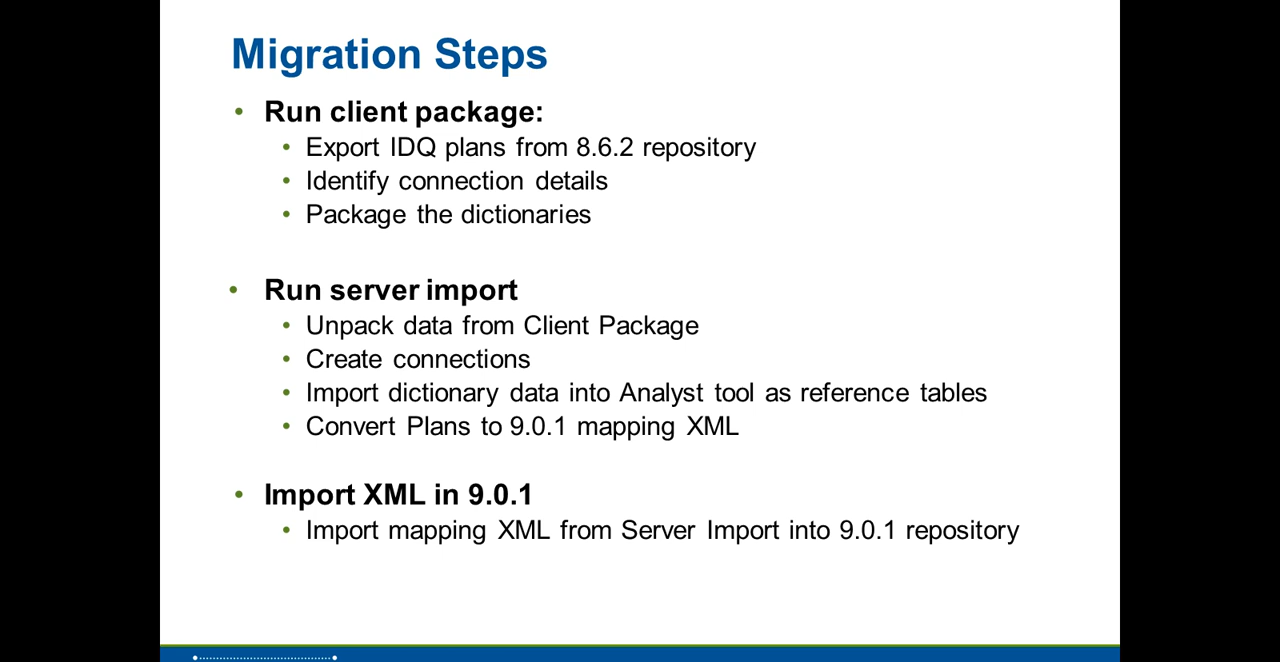 Migration Steps
• Run client package:
• Export IDQ plans from 8.6.2 repository
• Identify connection details
• Package the dictionaries
• Run server import
• Unpack data from Client Package
• Create connections
• Import dictionary data into Analyst tool as reference tables
• Convert Plans to 9.0.1 mapping XML
• Import XML in 9.0.1
• Import mapping XML from Server Import into 9.0.1 repository